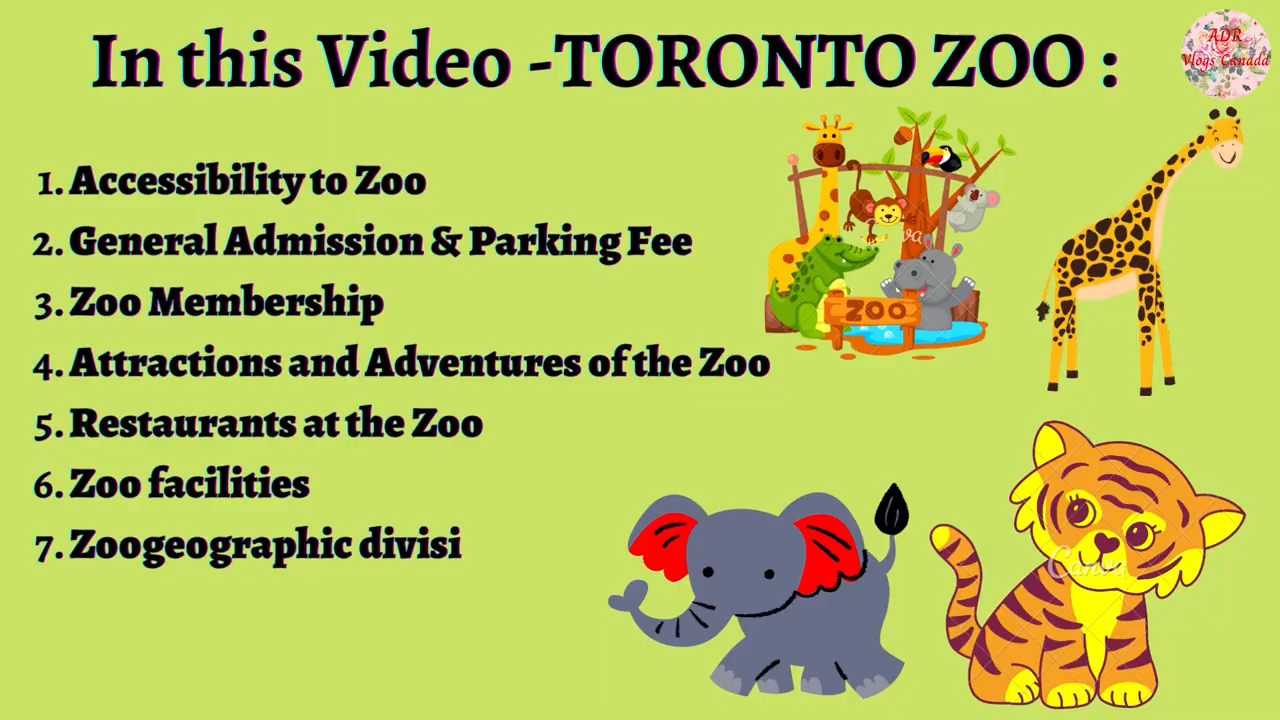 In this Video -TORONTO ZOO :
ADR
Vlogs Canada
1. Accessibility to Zoo
2. General Admission & Parking Fee
3. Zoo Membership
4. Attractions and Adventures of the Zoo
5. Restaurants at the Zoo
6. Zoo facilities
7. Zoogeographic divisi
ZOO
Canva